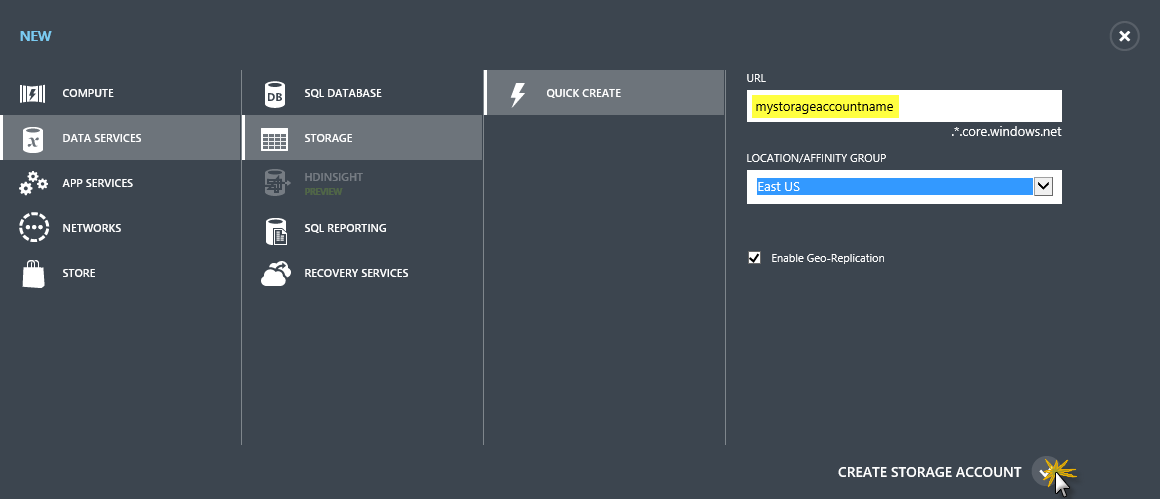 NEW
COMPUTE
DATA SERVICES
APP SERVICES
NETWORKS
STORE
DB
SQL DATABASE
STORAGE
HDINSIGHT
PREVIEW
SQL REPORTING
RECOVERY SERVICES
QUICK CREATE
URL
mystorageaccountname
.*.core.windows.net
LOCATION/AFFINITY GROUP
East US
Enable Geo-Replication
CREATE STORAGE ACCOUNT